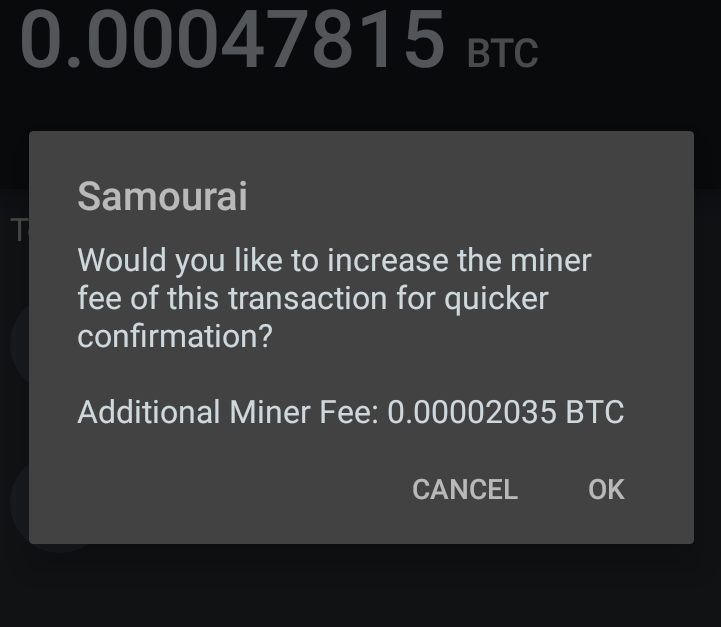 0.00047815 BTC
Samourai
Would you like to increase the miner
fee of this transaction for quicker
confirmation?
Additional Miner Fee: 0.00002035 BTC
CANCEL OK